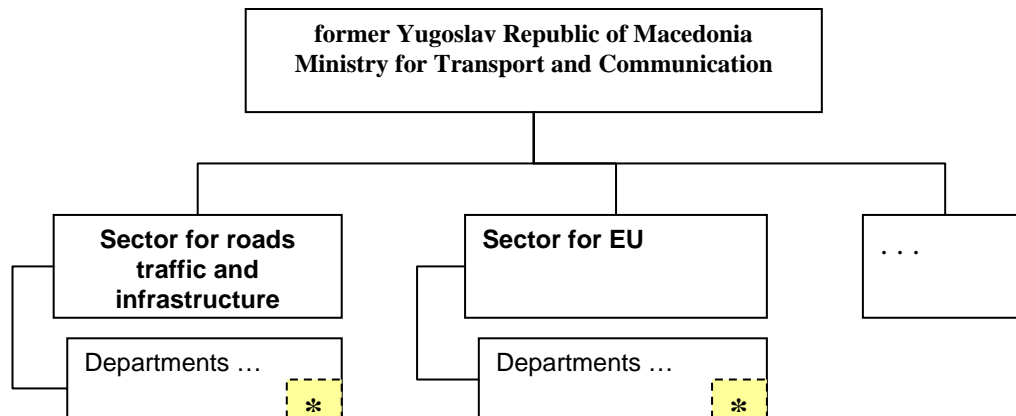 former Yugoslav Republic of Macedonia
Ministry for Transport and Communication
Sector for roads
traffic and
infrastructure
Sector for EU
. . .
Departments …
*
Departments …
*